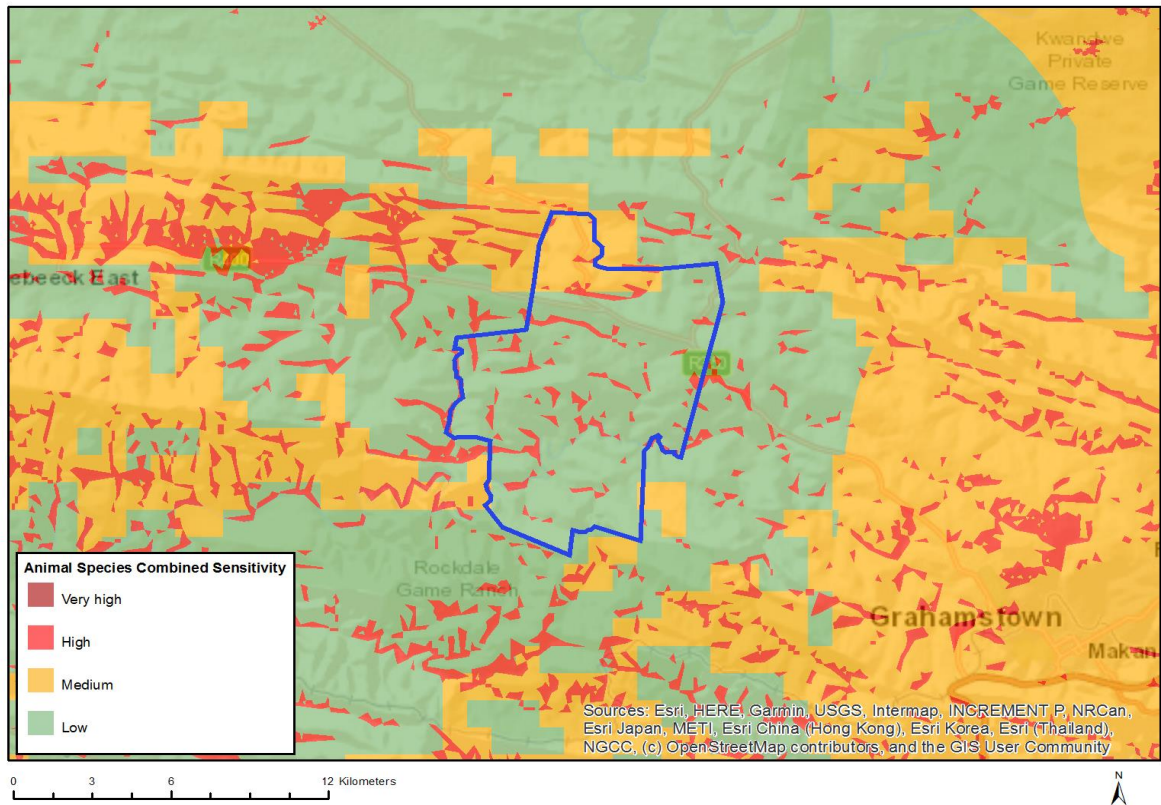 Kwandwe
Private
Game Reserve
ebeeck East
Rockdale
Game Ranch
Grahamstown
Makan
Animal Species Combined Sensitivity
Very high
High
Medium
Low
Sources: Esri, HERE, Garmin, USGS, Intermap, INCREMENT P, NRCan,
Esri Japan, METI, Esri China (Hong Kong), Esri Korea, Esri (Thailand),
NGCC, (c) OpenStreetMap contributors, and the GIS User Community
0 3 6 12 Kilometers
N